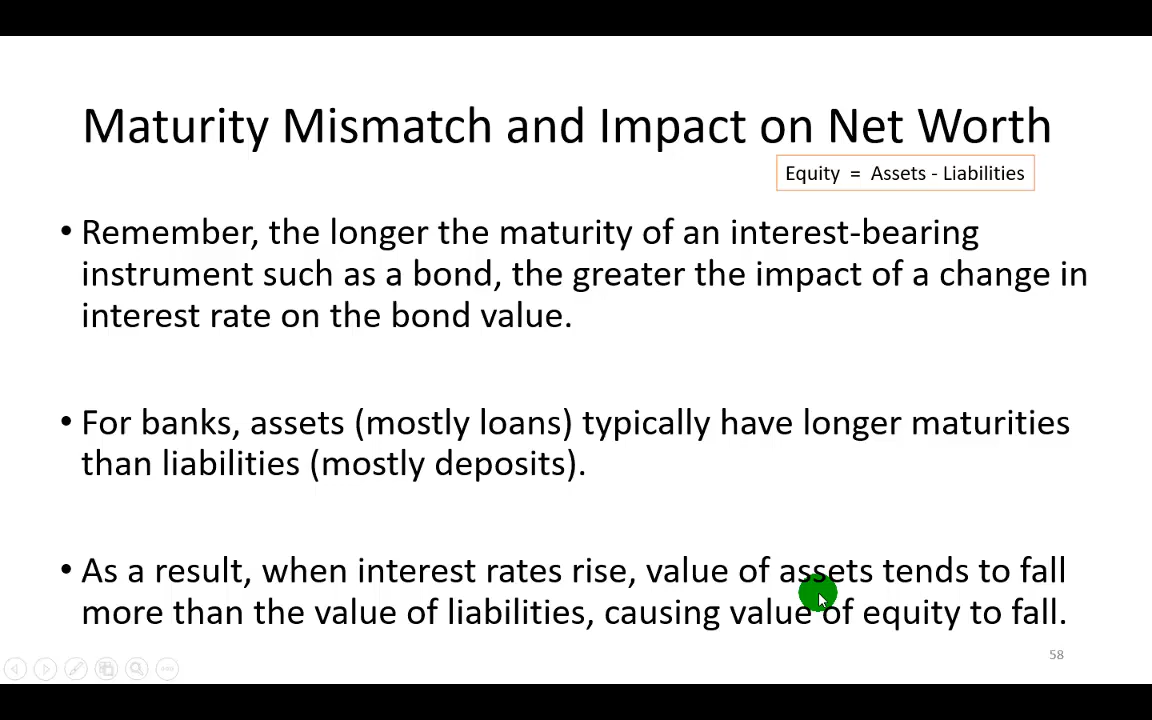 Maturity Mismatch and Impact on Net Worth
Equity = Assets - Liabilities
• Remember, the longer the maturity of an interest-bearing
instrument such as a bond, the greater the impact of a change in
interest rate on the bond value.
• For banks, assets (mostly loans) typically have longer maturities
than liabilities (mostly deposits).
• As a result, when interest rates rise, value of assets tends to fall
more than the value of liabilities, causing value of equity to fall.
58